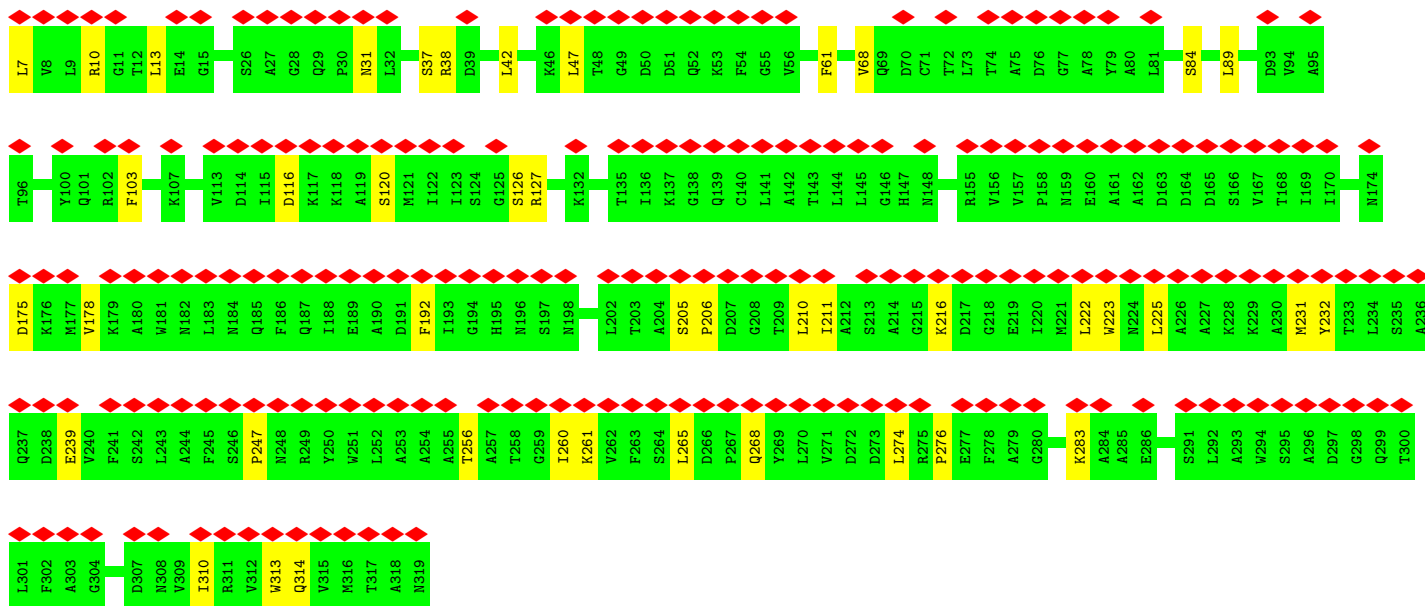 L7 V8 L9 R10 G11 T12 L13 E14 G15 S26 A27 G28 Q29 P30 N31 L32 S37 R38 D39 L42 K46 L47 T48 G49 D50 D51 Q52 K53 F54 G55 V56 F61 V68 Q69 D70 C71 T72 L73 T74 A75 D76 G77 A78 Y79 A80 L81 S84 L89 D93 V94 A95
T96 Y100 Q101 R102 F103 K107 V113 D114 I115 D116 K117 K118 A119 S120 M121 I122 I123 S124 G125 S126 R127 K132 T135 I136 K137 G138 Q139 C140 L141 A142 T143 L144 L145 G146 H147 N148 R155 V156 V157 P158 N159 E160 A161 A162 D163 D164 D165 S166 V167 T168 I169 I170 N174
D175 K176 M177 V178 K179 A180 W181 N182 L183 N184 Q185 F186 Q187 I188 E189 A190 D191 F192 I193 G194 H195 N196 S197 N198 L202 T203 A204 S205 P206 D207 G208 T209 L210 I211 A212 S213 A214 G215 K216 D217 G218 E219 I220 M221 L222 W223 N224 L225 A226 A227 K228 K229 A230 M231 Y232 T233 L234 S235 A236
Q237 D238 E239 V240 F241 S242 L243 A244 F245 S246 P247 N248 R249 Y250 W251 L252 A253 A254 A255 T256 A257 T258 G259 I260 K261 V262 F263 S264 L265 D266 P267 Q268 Y269 L270 V271 D272 D273 L274 R275 P276 E277 F278 A279 G280 K283 A284 A285 E286 S291 L292 A293 W294 S295 A296 D297 G298 Q299 T300
L301 F302 A303 G304 D307 N308 V309 I310 R311 V312 W313 Q314 V315 M316 T317 A318 N319